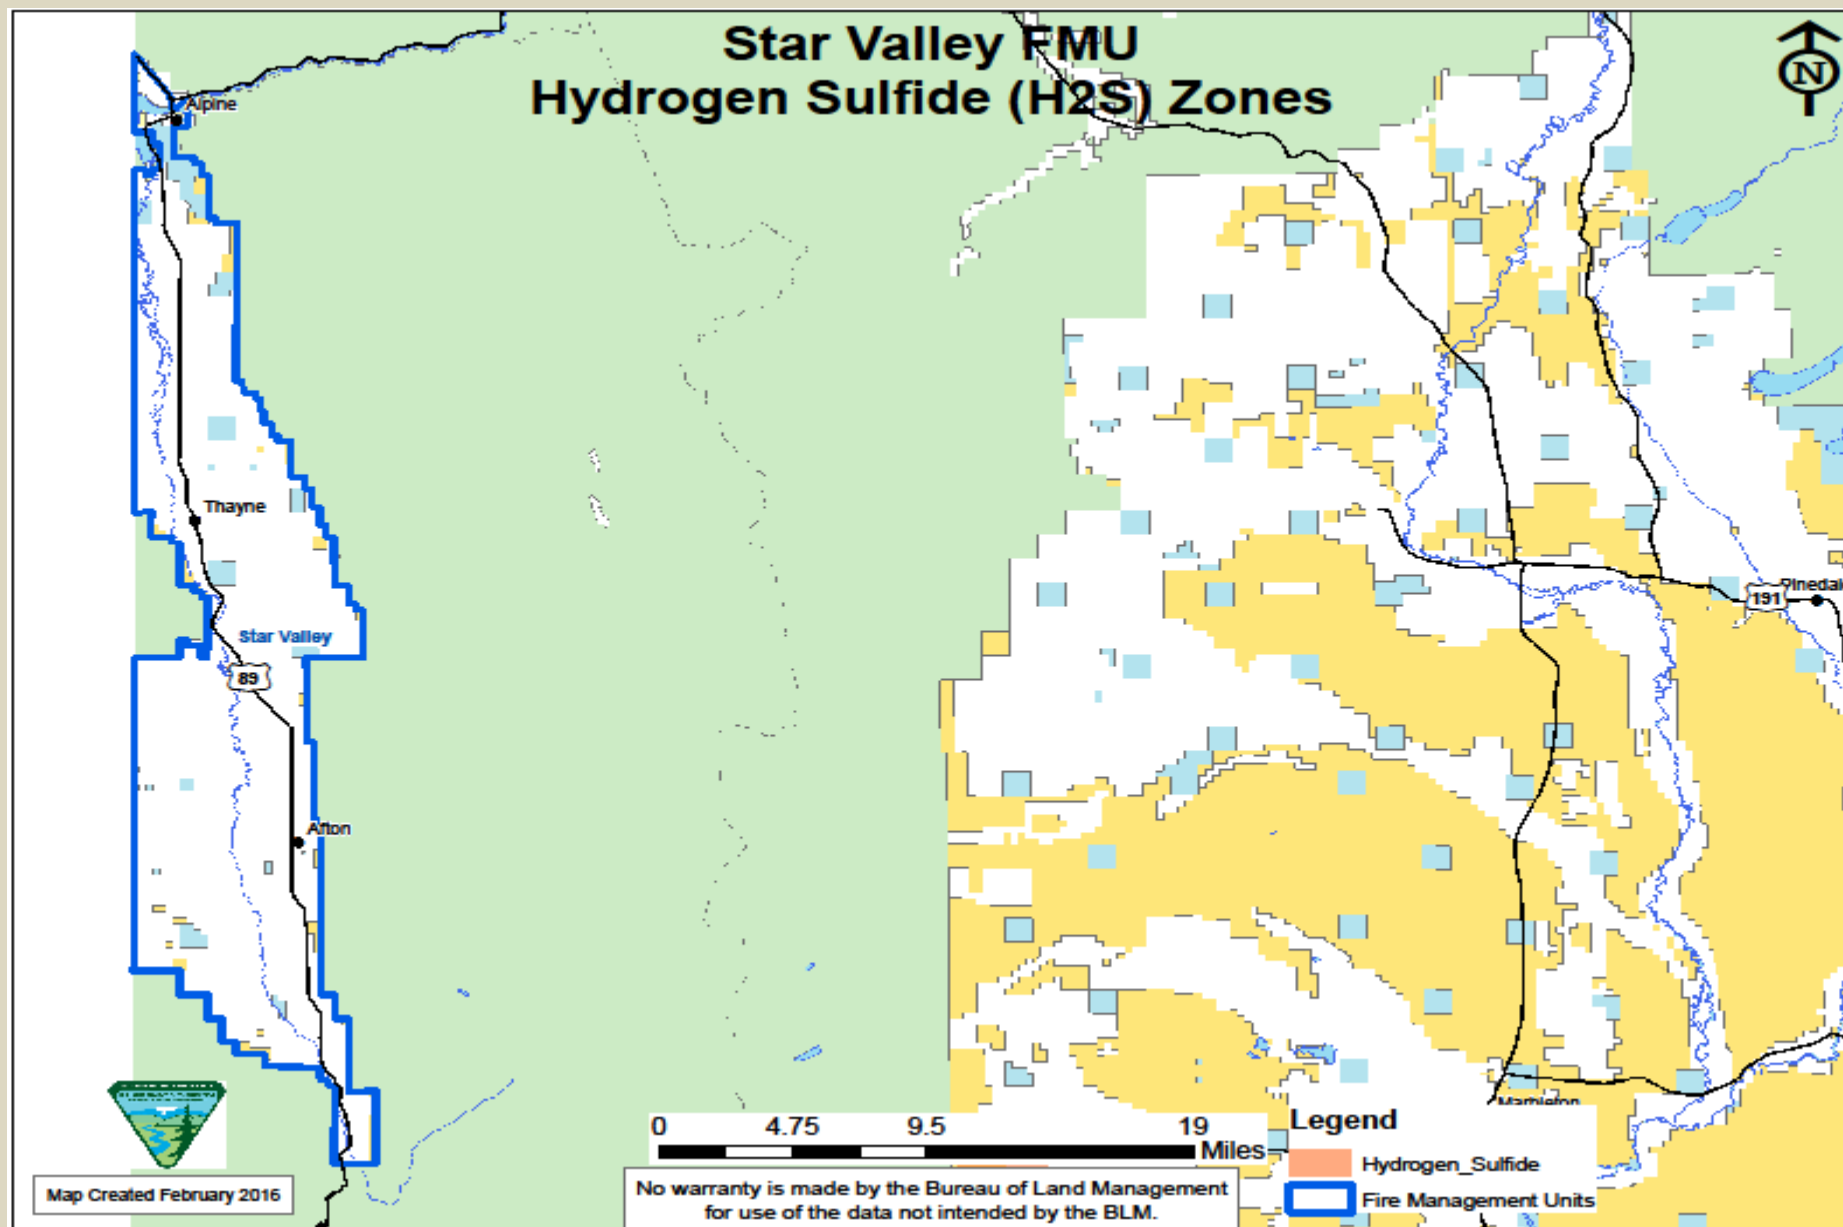 Star Valley FMU
Hydrogen Sulfide (H2S) Zones
N
Alpine
Thayne
Star Valley
89
Afton
191
Pinedal
Marbleton
0 4.75 9.5 19
Miles
Legend
Hydrogen_Sulfide
Fire Management Units
Map Created February 2016
No warranty is made by the Bureau of Land Management
for use of the data not intended by the BLM.